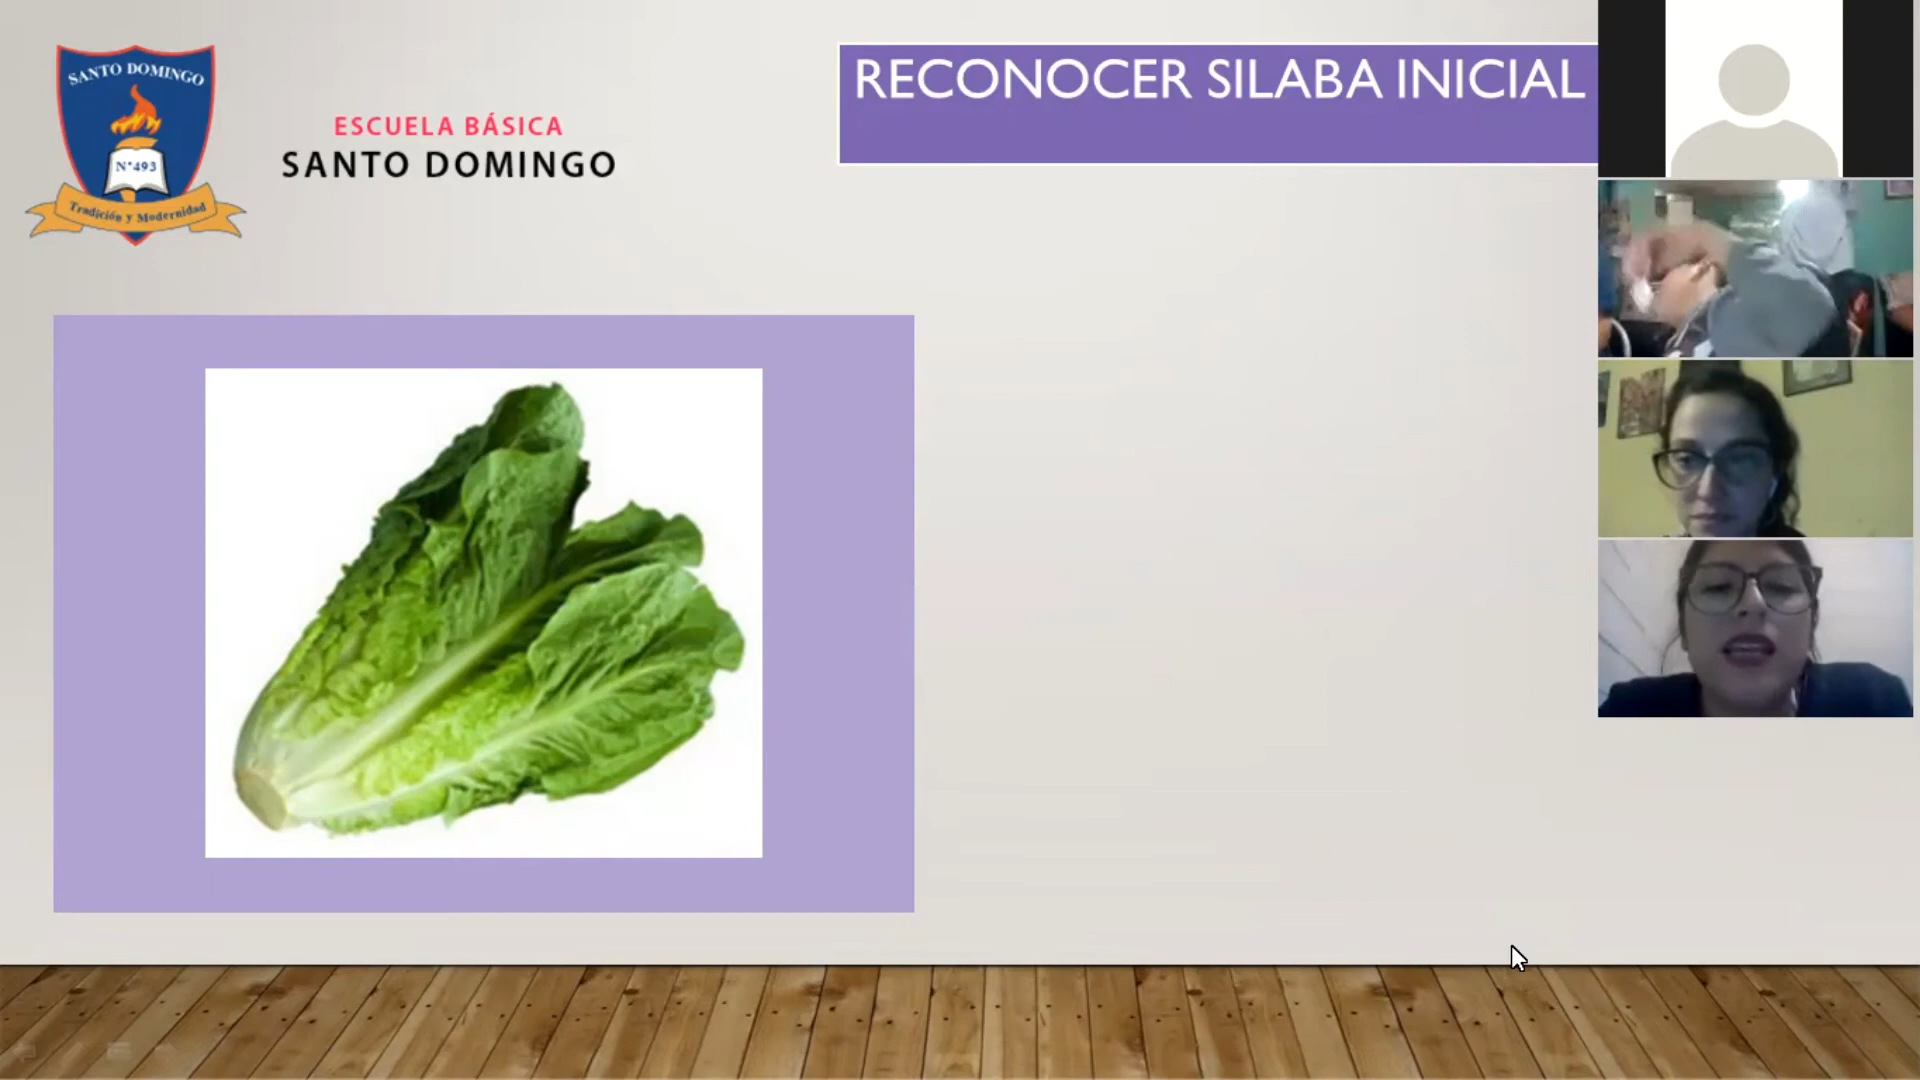 SANTO DOMINGO
N°493
Tradición y Modernidad
ESCUELA BÁSICA
SANTO DOMINGO
RECONOCER SILABA INICIAL